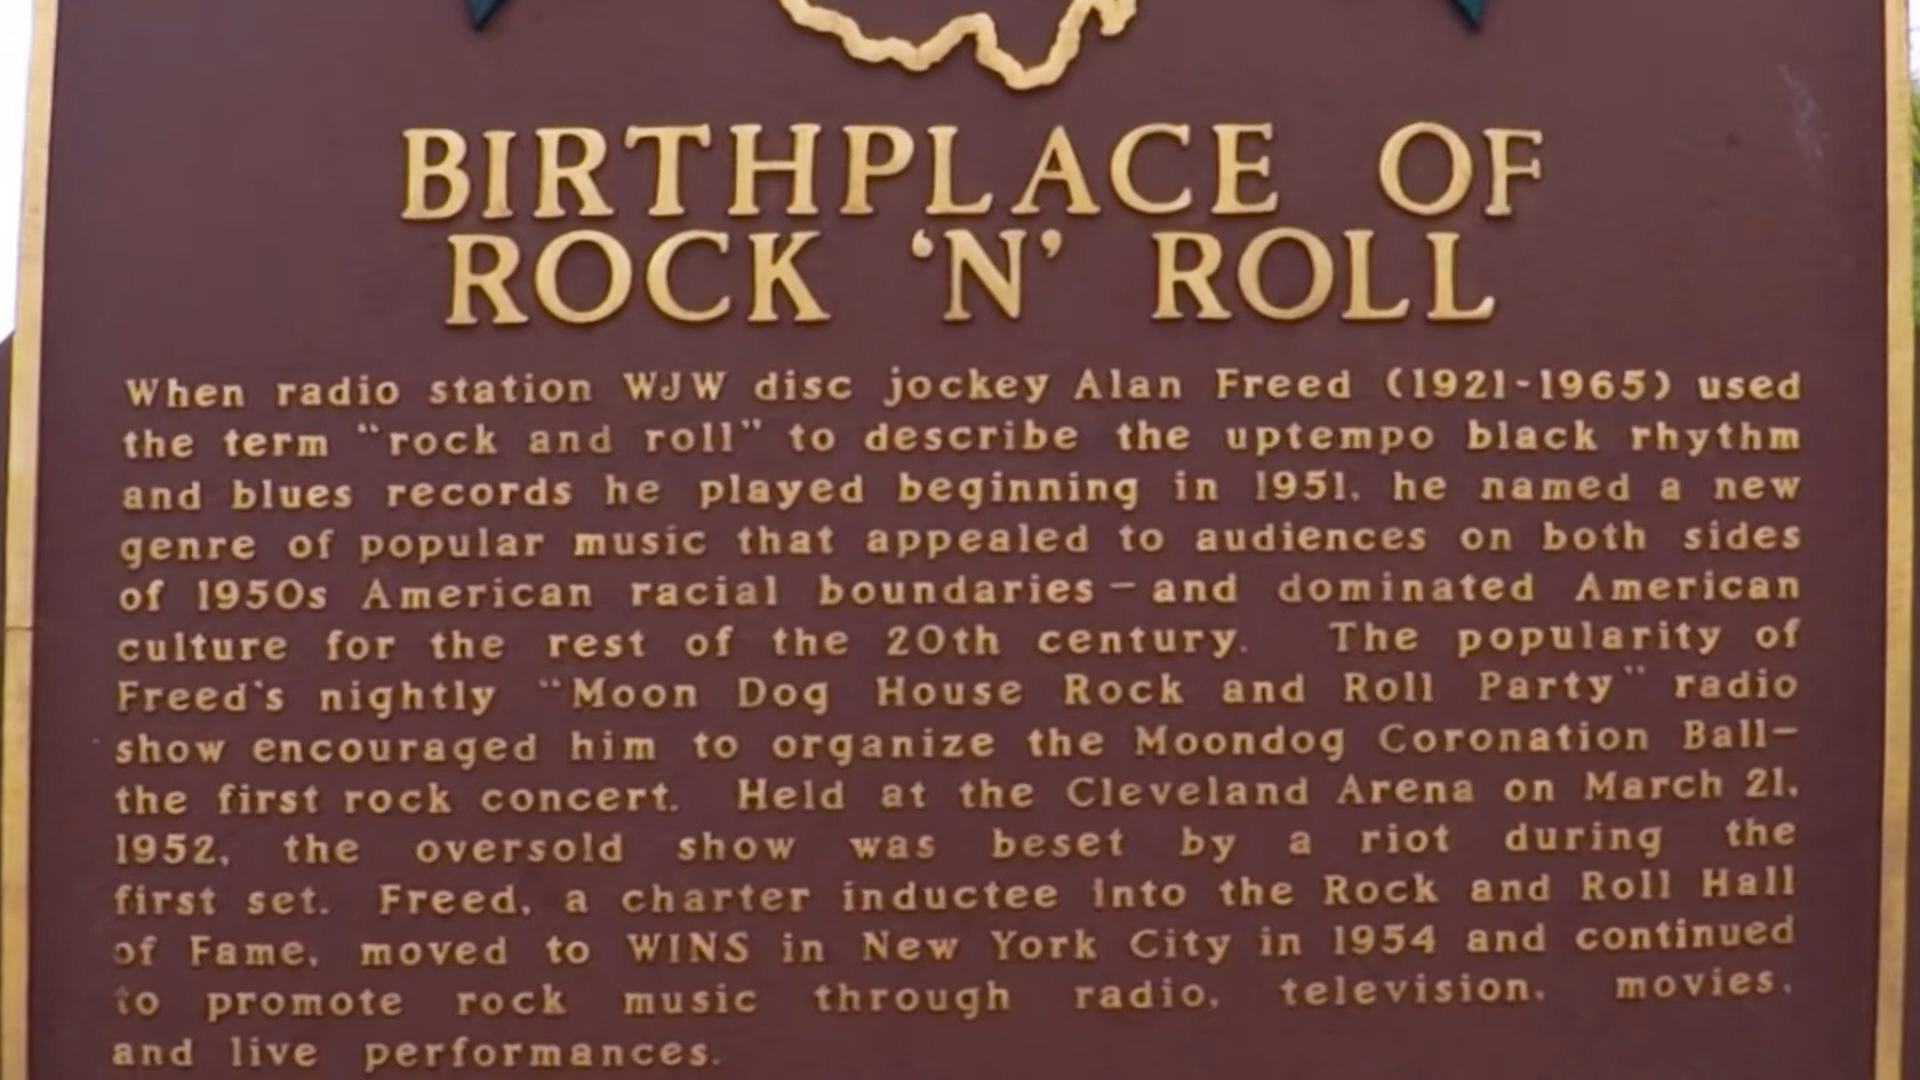 BIRTHPLACE OF
ROCK ‘N’ ROLL
When radio station WJW disc jockey Alan Freed (1921-1965) used
the term “rock and roll” to describe the uptempo black rhythm
and blues records he played beginning in 1951, he named a new
genre of popular music that appealed to audiences on both sides
of 1950s American racial boundaries—and dominated American
culture for the rest of the 20th century. The popularity of
Freed's nightly “Moon Dog House Rock and Roll Party” radio
show encouraged him to organize the Moondog Coronation Ball—
the first rock concert. Held at the Cleveland Arena on March 21,
1952, the oversold show was beset by a riot during the
first set. Freed, a charter inductee into the Rock and Roll Hall
of Fame, moved to WINS in New York City in 1954 and continued
to promote rock music through radio, television, movies,
and live performances.